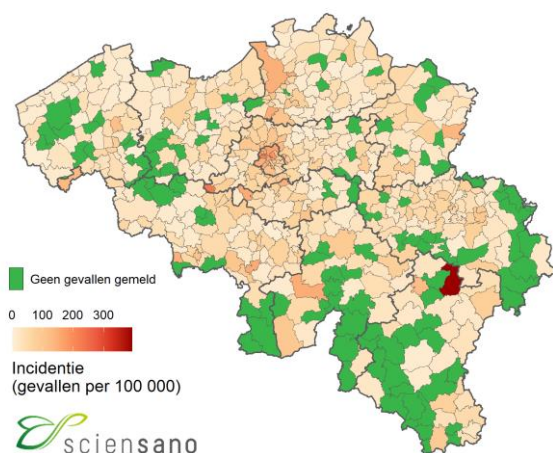 Geen gevallen gemeld
0 100 200 300
Incidentie
(gevallen per 100 000)
sciensano